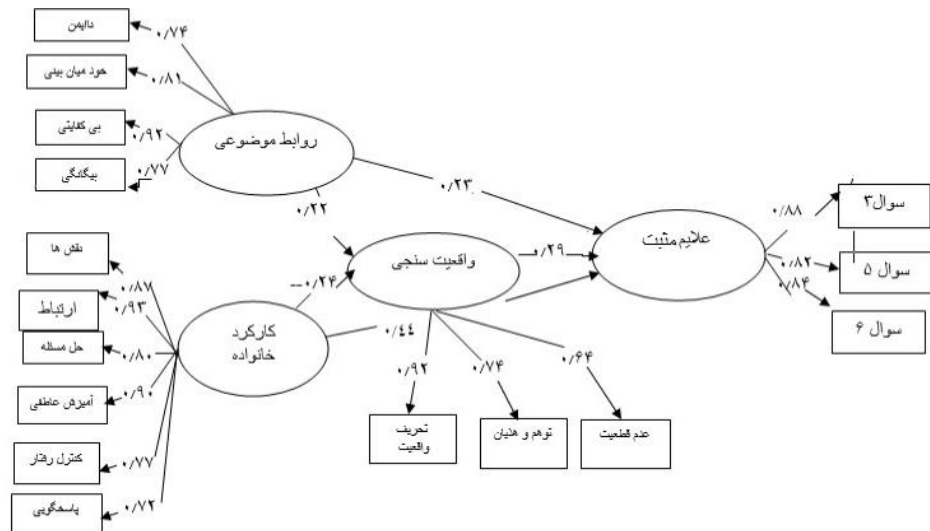 داایمن
۰/۷۴
خود میان بینی
۰/۸۱
بی کفایتی
۰/۹۲
بیگانگی
۰/۷۷
روابط موضوعی
۰/۲۳
۰/۲۲
نقش ها
۰/۸۷
ارتباط
۰/۹۳
حل مسئله
۰/۸۰
آمیزش عاطفی
۰/۹۰
کنترل رفتار
۰/۷۷
پاسخگویی
۰/۷۲
کارکرد
خانواده
--۰/۲۴
۰/٤٤
واقعیت سنجی
۰/۲۹
۰/۹۲
۰/۷۴
۰/۶۴
تحریف
واقعیت
توهم و هذیان
عدم قطعیت
علایم مثبت
۰/۸۸
سوال۳
۰/۸۲
سوال ۵
۰/۸۴
سوال ۶